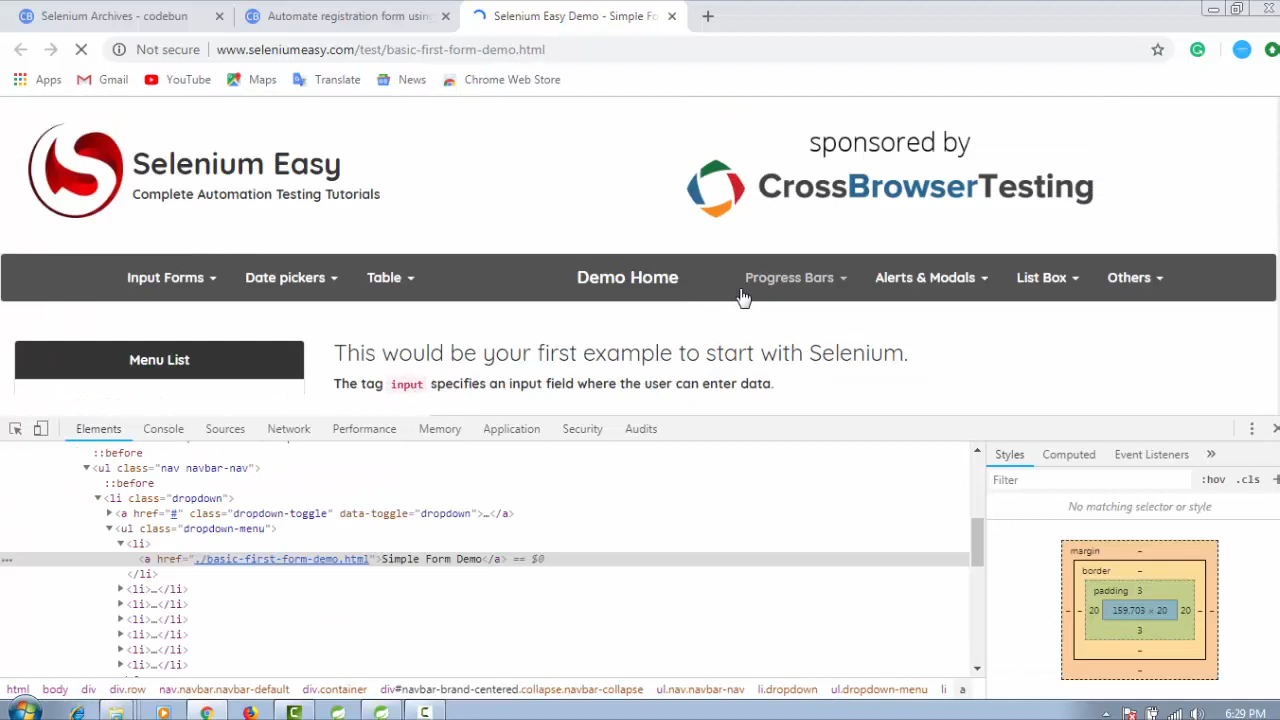 Selenium Archives - codebun
Automate registration form using
Selenium Easy Demo - Simple Fo
Not secure www.seleniumeasy.com/test/basic-first-form-demo.html
Apps Gmail YouTube Maps Translate News Chrome Web Store
Selenium Easy
Complete Automation Testing Tutorials
sponsored by
CrossBrowserTesting
Input Forms Date pickers Table Demo Home Progress Bars Alerts & Modals List Box Others
Menu List
This would be your first example to start with Selenium.
The tag input specifies an input field where the user can enter data.
Elements Console Sources Network Performance Memory Application Security Audits
::before
<ul class="nav navbar-nav">
::before
<li class="dropdown">
<a href="#" class="dropdown-toggle" data-toggle="dropdown">…</a>
<ul class="dropdown-menu">
<li>
<a href="./basic-first-form-demo.html">Simple Form Demo</a> == $0
</li>
<li>…</li>
<li>…</li>
<li>…</li>
<li>…</li>
<li>…</li>
<li>…</li>
html body div div.row nav.navbar.navbar-default div.container div#navbar-brand-centered.collapse.navbar-collapse ul.nav.navbar-nav li.dropdown ul.dropdown-menu li a
Styles Computed Event Listeners »
Filter :hov .cls +
No matching selector or style
margin -
border -
padding 3
- - 20 159.703 × 20 20 - -
3
-
-
6:29 PM